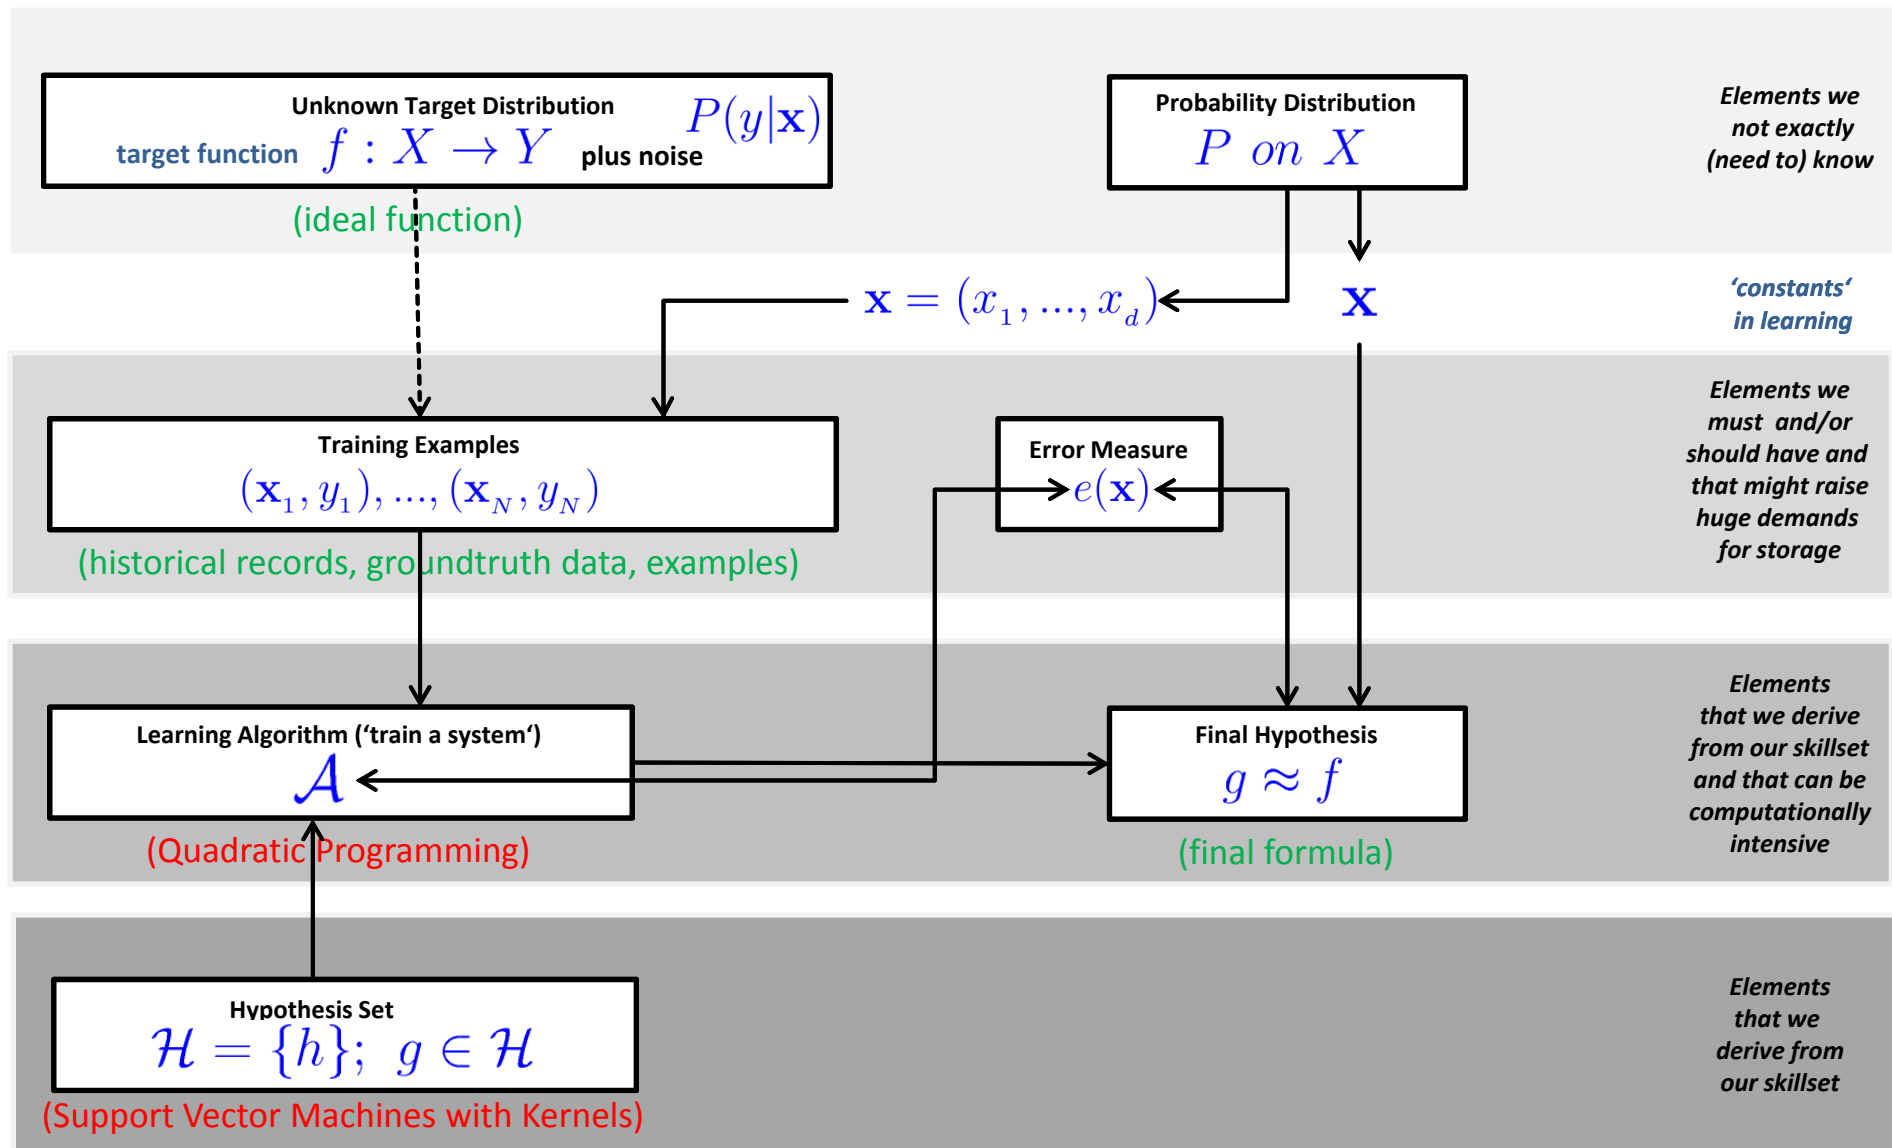 Unknown Target Distribution
target function f : X → Y plus noise P(y|x)
(ideal function)
Probability Distribution
P on X
Elements we
not exactly
(need to) know
x = (x₁, ..., x_d)
x
‘constants‘
in learning
Training Examples
(x₁, y₁), ..., (x_N, y_N)
(historical records, groundtruth data, examples)
Error Measure
e(x)
Elements we
must and/or
should have and
that might raise
huge demands
for storage
Learning Algorithm (‘train a system‘)
𝒜
(Quadratic Programming)
Final Hypothesis
g ≈ f
(final formula)
Elements
that we derive
from our skillset
and that can be
computationally
intensive
Hypothesis Set
ℋ = {h}; g ∈ ℋ
(Support Vector Machines with Kernels)
Elements
that we
derive from
our skillset